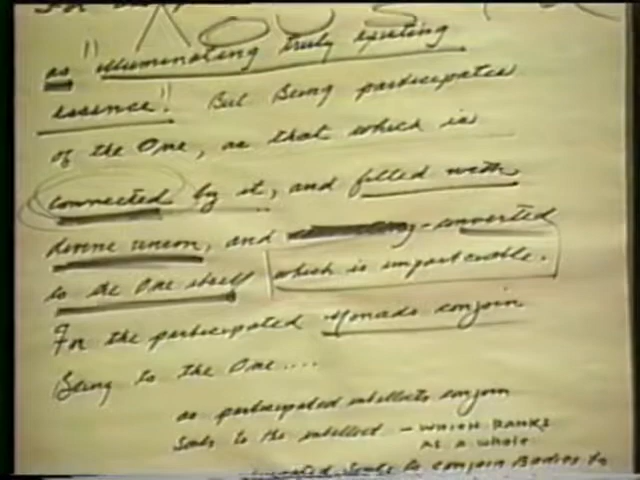 as "illuminating truly existing
essence". But Being participates
of the One, as that which is
connected by it, and filled with
divine union, and converted
to the One itself which is imparticable.
For the participated Monads conjoin
Being to the One....
as participated intellects conjoin
Souls to the intellect - WHICH RANKS
AS A WHOLE
Souls to conjoin Bodies to